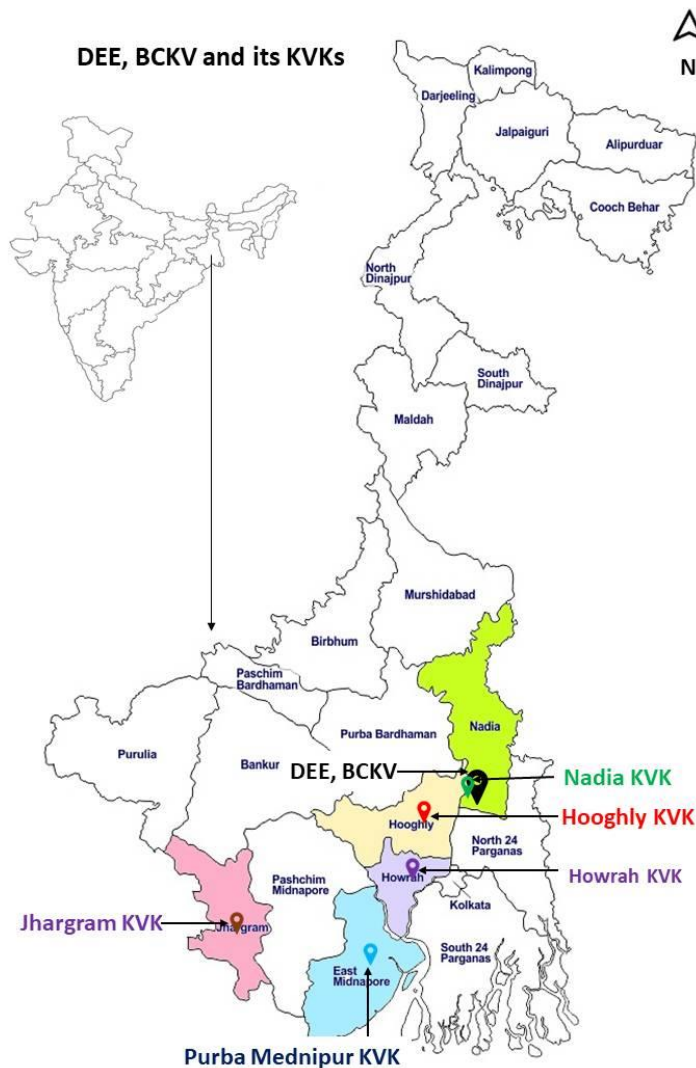 DEE, BCKV and its KVKs
N
Kalimpong
Darjeeling
Jalpaiguri
Alipurduar
Cooch Behar
North
Dinajpur
South
Dinajpur
Maldah
Murshidabad
Birbhum
Paschim
Bardhaman
Nadia
Purba Bardhaman
Purulia
Bankur
DEE, BCKV
Nadia KVK
Hooghly KVK
Hooghly
North 24
Parganas
Pashchim
Midnapore
Howrah
Howrah KVK
Kolkata
Jhargram KVK
Jhargram
South 24
Parganas
East
Midnapore
Purba Mednipur KVK